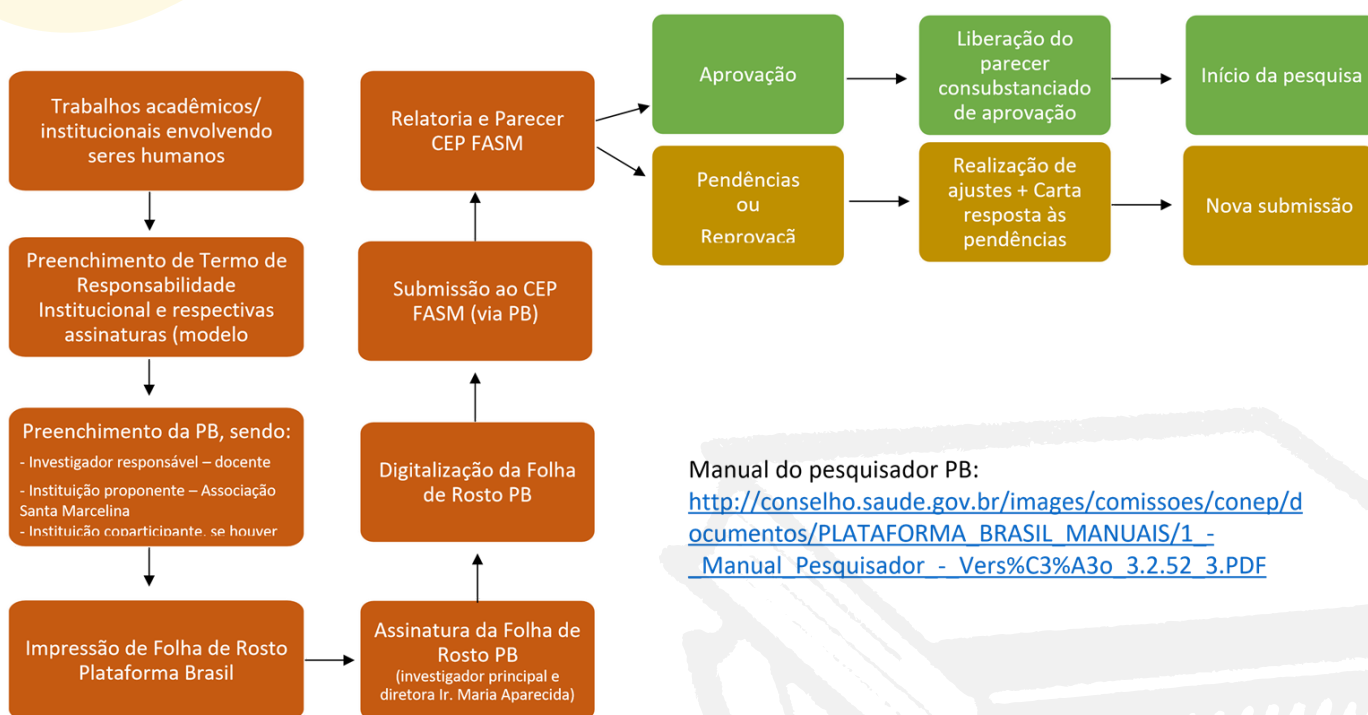 Trabalhos acadêmicos/
institucionais envolvendo
seres humanos
Preenchimento de Termo de
Responsabilidade
Institucional e respectivas
assinaturas (modelo
Preenchimento da PB, sendo:
- Investigador responsável – docente
- Instituição proponente – Associação
Santa Marcelina
- Instituição coparticipante, se houver
Impressão de Folha de Rosto
Plataforma Brasil
Assinatura da Folha de
Rosto PB
(investigador principal e
diretora Ir. Maria Aparecida)
Digitalização da Folha
de Rosto PB
Submissão ao CEP
FASM (via PB)
Relatoria e Parecer
CEP FASM
Aprovação
Liberação do
parecer
consubstanciado
de aprovação
Início da pesquisa
Pendências
ou
Reprovaçã
Realização de
ajustes + Carta
resposta às
pendências
Nova submissão
Manual do pesquisador PB:
http://conselho.saude.gov.br/images/comissoes/conep/d
ocumentos/PLATAFORMA_BRASIL_MANUAIS/1_-
_Manual_Pesquisador_-_Vers%C3%A3o_3.2.52_3.PDF